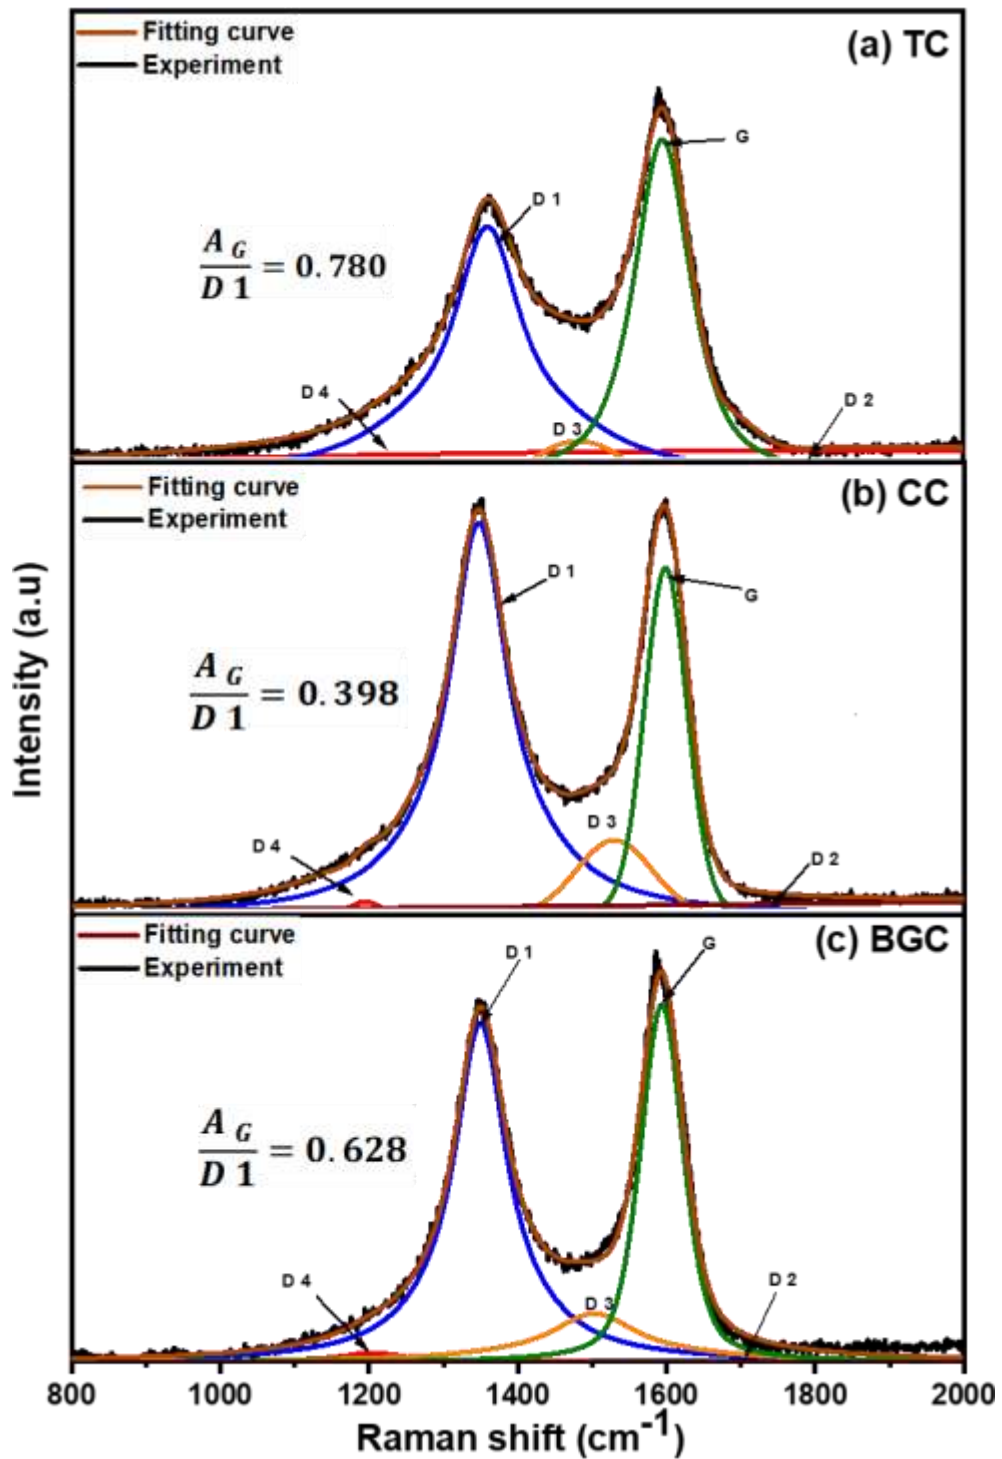 Fitting curve
Experiment
(a) TC
G
D 1
A G / D 1 = 0.780
D 4
D 3
D 2
Fitting curve
Experiment
(b) CC
D 1
G
A G / D 1 = 0.398
D 3
D 4
D 2
Fitting curve
Experiment
(c) BGC
D 1
G
A G / D 1 = 0.628
D 4
D 3
D 2
Intensity (a.u)
800 1000 1200 1400 1600 1800 2000
Raman shift (cm-1)